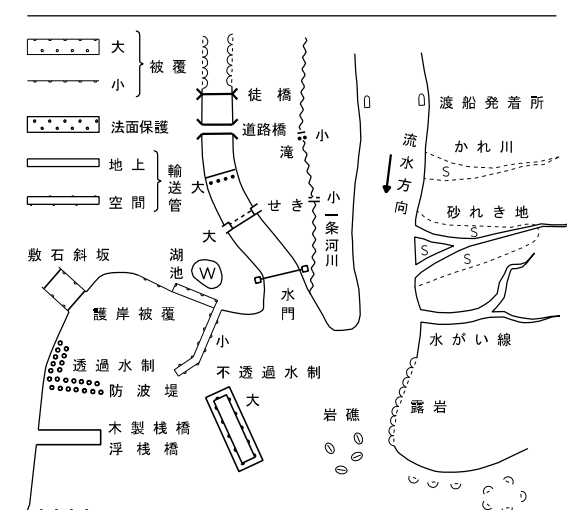 大
小
被覆
法面保護
地上
空間
輸送管
徒橋
道路橋
小
滝
大
せき
小
大
一条河川
渡船発着所
流水方向
かれ川
S
砂れき地
S
S
S
敷石斜坂
湖池
W
護岸被覆
水門
小
水がい線
透過水制
防波堤
不透過水制
大
木製桟橋
浮桟橋
岩礁
露岩